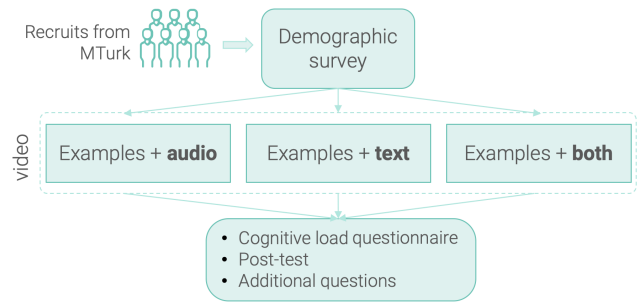 Recruits from
MTurk
Demographic
survey
video
Examples + audio
Examples + text
Examples + both
• Cognitive load questionnaire
• Post-test
• Additional questions